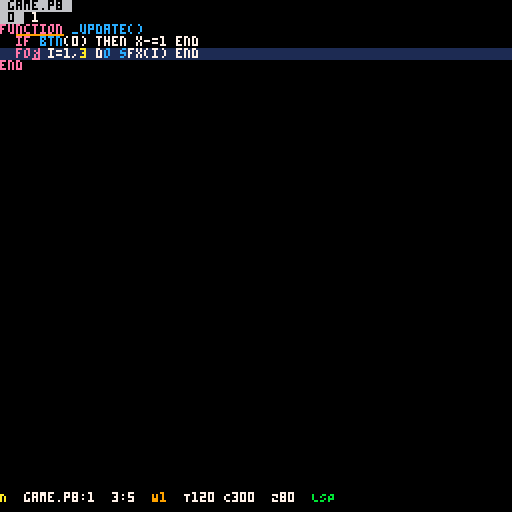 GAME.P8
0 1
FUNCTION _UPDATE()
IF BTN(0) THEN X-=1 END
FOR I=1,3 DO SFX(I) END
END
N GAME.P8:1 3:5 W1 T120 C300 Z80 LSP